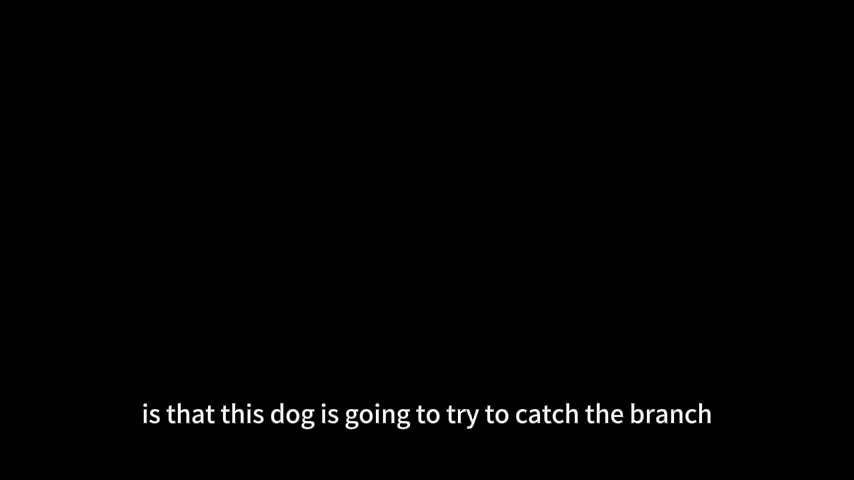 is that this dog is going to try to catch the branch